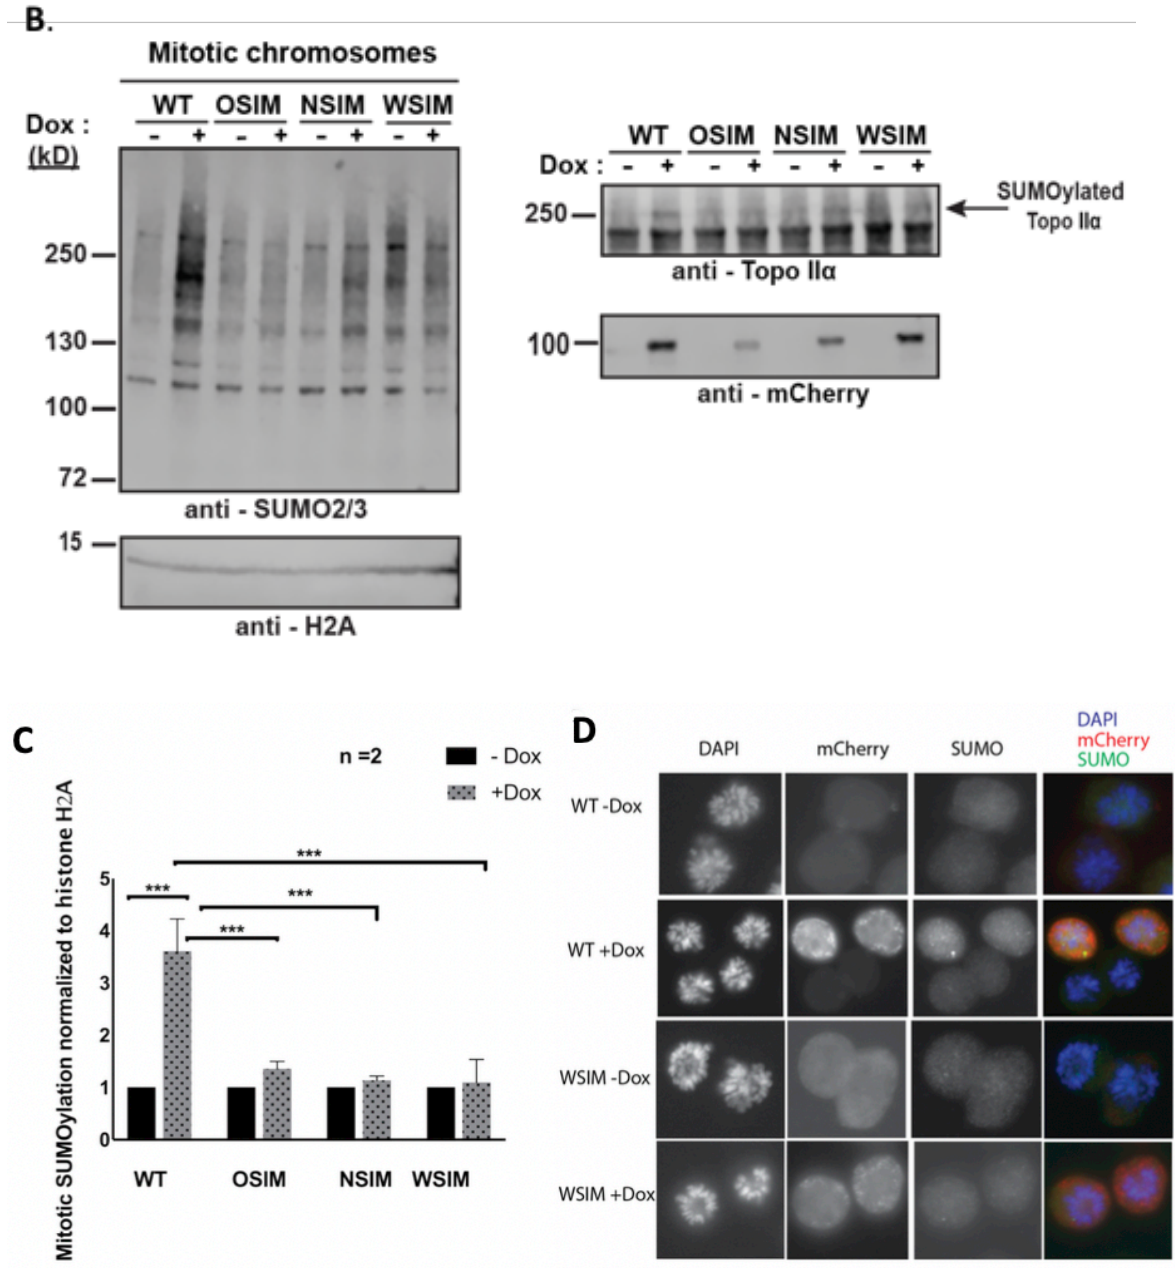 B.
Mitotic chromosomes
WT OSIM NSIM WSIM
Dox : - + - + - + - +
(kD)
250
130
100
72
anti - SUMO2/3
15
anti - H2A
WT OSIM NSIM WSIM
Dox : - + - + - + - +
250
SUMOylated
Topo IIα
anti - Topo IIα
100
anti - mCherry
C
n =2
- Dox
+Dox
Mitotic SUMOylation normalized to histone H2A
***
***
***
***
5
4
3
2
1
0
WT OSIM NSIM WSIM
D
DAPI mCherry SUMO
DAPI
mCherry
SUMO
WT -Dox
WT +Dox
WSIM -Dox
WSIM +Dox